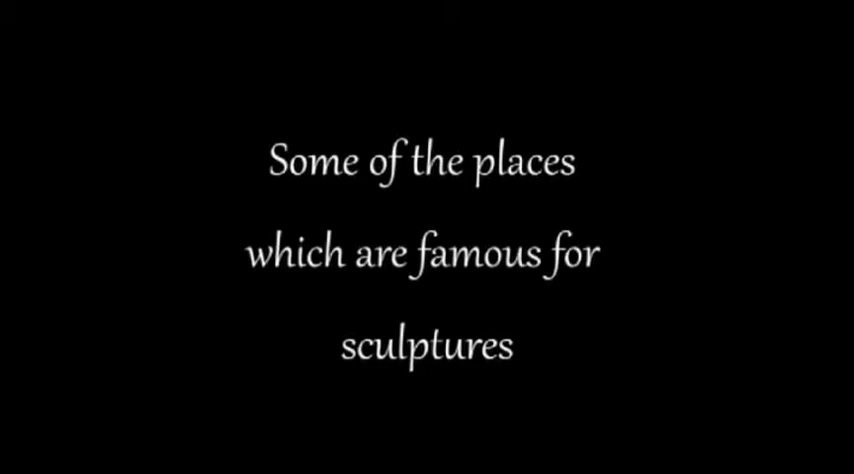 Some of the places
which are famous for
sculptures